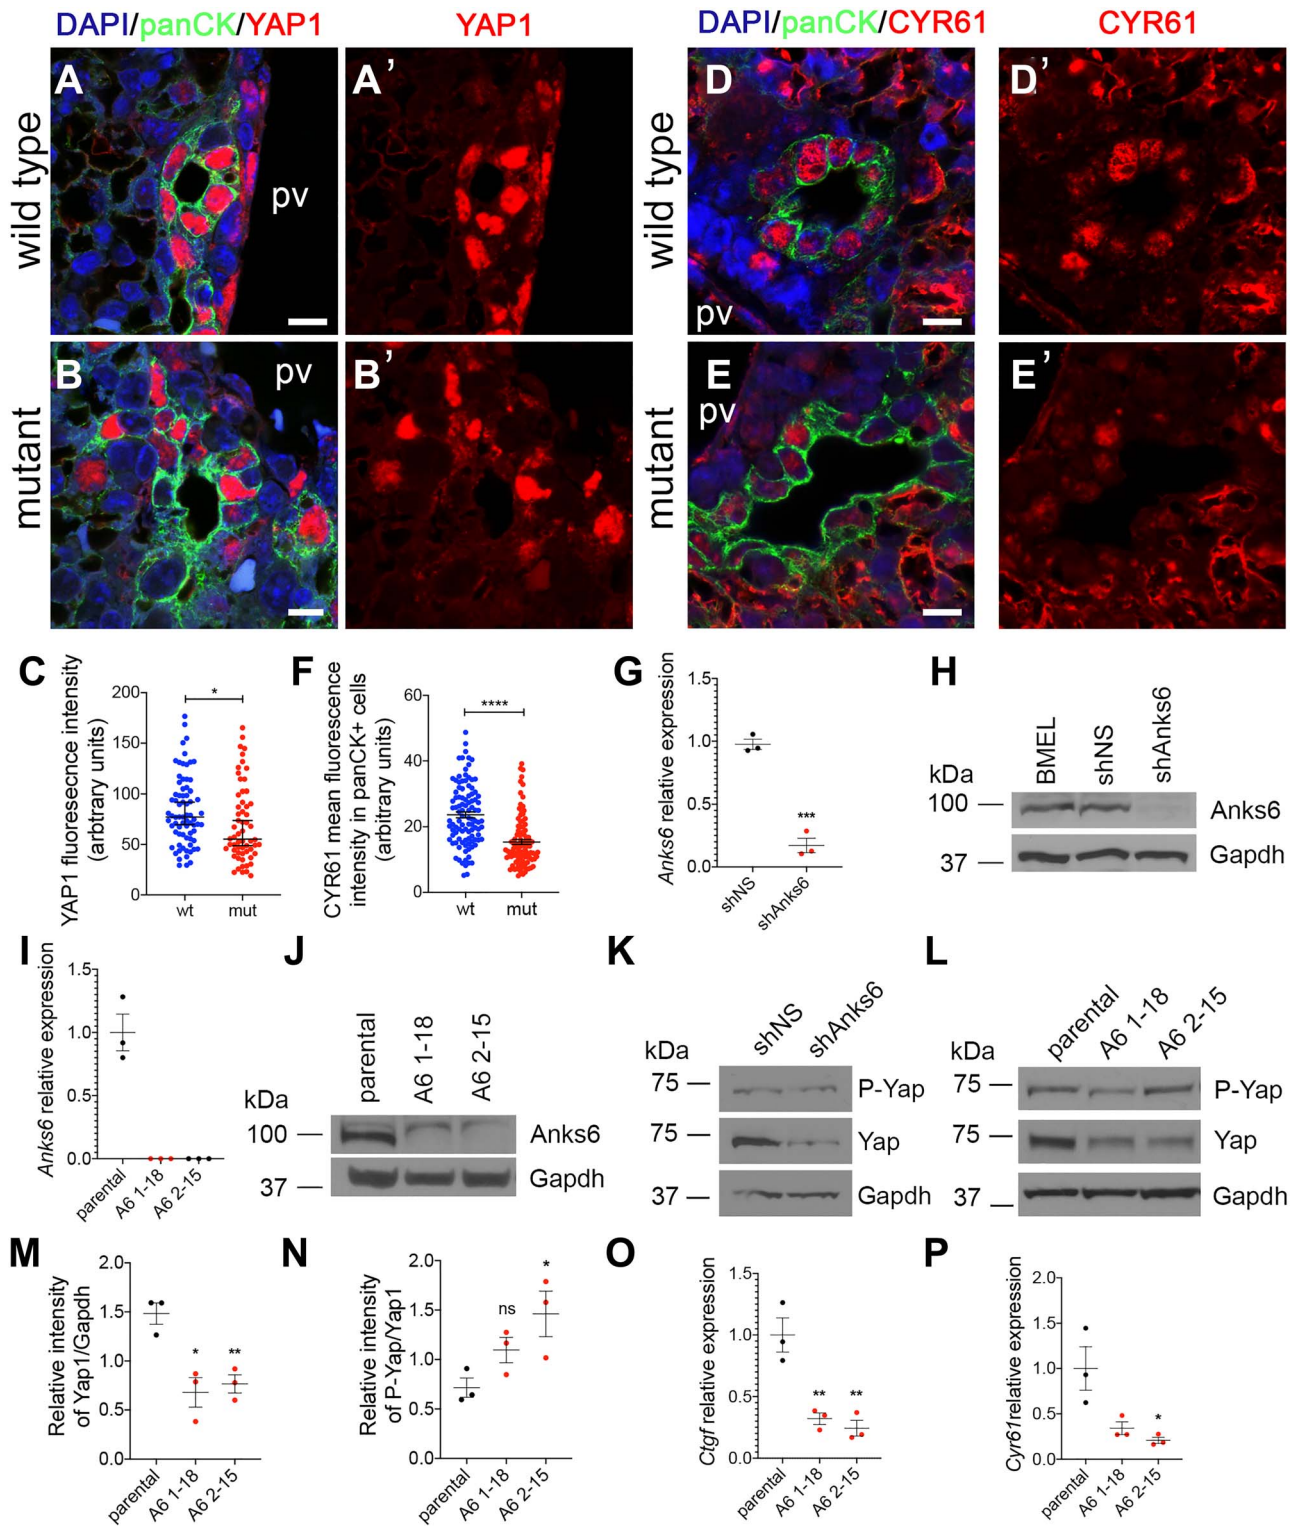 DAPI/panCK/YAP1
YAP1
DAPI/panCK/CYR61
CYR61
wild type
A
pv
A'
wild type
D
pv
D'
mutant
B
pv
B'
mutant
E
pv
E'
C
YAP1 fluoresecnce intensity
(arbtrary units)
200
150
100
50
0
*
wt
mut
F
CYR61 mean fluorescence
intensity in panCK+ cells
(arbitrary units)
60
40
20
0
****
wt
mut
G
Anks6 relative expression
1.5
1.0
0.5
0.0
***
shNS
shAnks6
H
BMEL
shNS
shAnks6
kDa
100
Anks6
37
Gapdh
I
Anks6 relative expression
1.5
1.0
0.5
0.0
parental
A6 1-18
A6 2-15
J
parental
A6 1-18
A6 2-15
kDa
100
Anks6
37
Gapdh
K
shNS
shAnks6
kDa
75
P-Yap
75
Yap
37
Gapdh
L
parental
A6 1-18
A6 2-15
kDa
75
P-Yap
75
Yap
37
Gapdh
M
Relative intensity
of Yap1/Gapdh
2.0
1.5
1.0
0.5
0.0
*
**
parental
A6 1-18
A6 2-15
N
Relative intensity
of P-Yap/Yap1
2.0
1.5
1.0
0.5
0.0
ns
*
parental
A6 1-18
A6 2-15
O
Ctgf relative expression
1.5
1.0
0.5
0.0
**
**
parental
A6 1-18
A6 2-15
P
Cyr61relative expression
2.0
1.5
1.0
0.5
0.0
*
parental
A6 1-18
A6 2-15